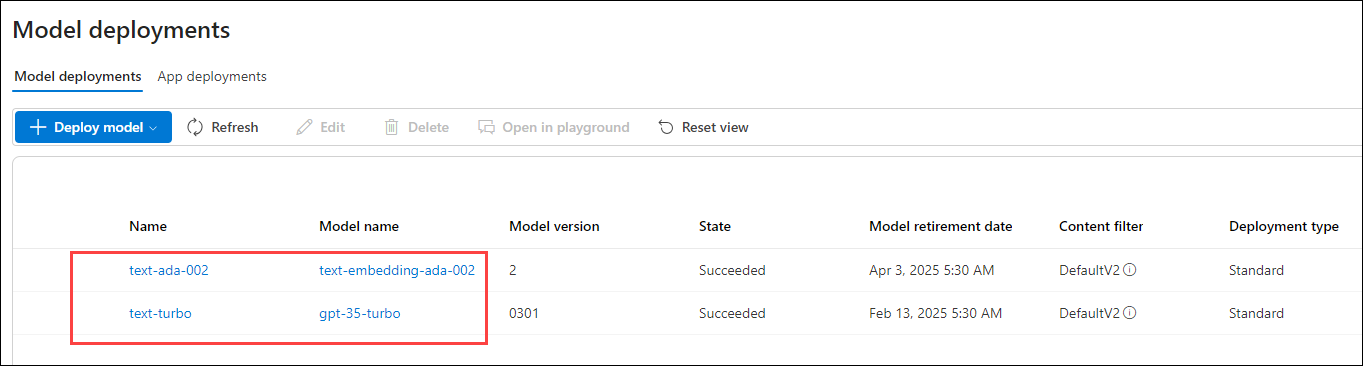 Model deployments
Model deployments App deployments
Deploy model Refresh Edit Delete Open in playground Reset view
Name Model name Model version State Model retirement date Content filter Deployment type
text-ada-002 text-embedding-ada-002 2 Succeeded Apr 3, 2025 5:30 AM DefaultV2 Standard
text-turbo gpt-35-turbo 0301 Succeeded Feb 13, 2025 5:30 AM DefaultV2 Standard